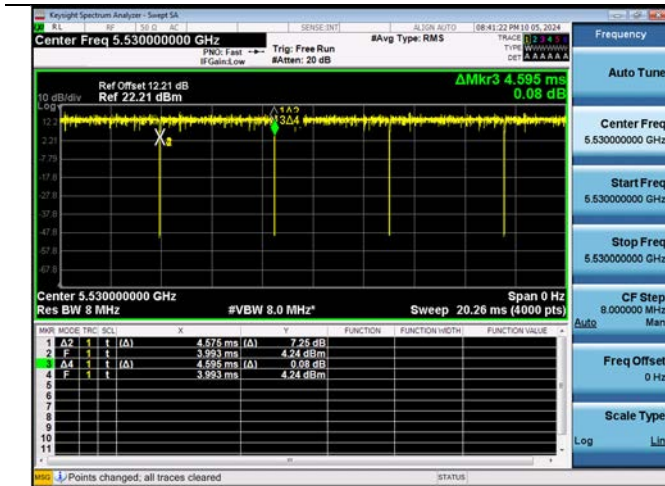 Keysight Spectrum Analyzer - Swept SA
RL RF 50 Ω AC SENSE:INT ALIGN AUTO 08:41:22 PM 10 05, 2024
Center Freq 5.530000000 GHz
PNO: Fast
IFGain:Low
Trig: Free Run
#Atten: 20 dB
#Avg Type: RMS
TRACE 1 2 3 4 5 6
TYPE WWWWWW
DET A A A A A A
ΔMkr3 4.595 ms
0.08 dB
Ref Offset 12.21 dB
10 dB/div Ref 22.21 dBm
Log
12.2
2.21
-7.79
-17.8
-27.8
-37.8
-47.8
-57.8
-67.8
1Δ2
3Δ4
Center 5.530000000 GHz Span 0 Hz
Res BW 8 MHz #VBW 8.0 MHz* Sweep 20.26 ms (4000 pts)
MKR MODE TRC SCL X Y FUNCTION FUNCTION WIDTH FUNCTION VALUE
1 Δ2 1 t (Δ) 4.575 ms (Δ) 7.25 dB
2 F 1 t 3.993 ms 4.24 dBm
3 Δ4 1 t (Δ) 4.595 ms (Δ) 0.08 dB
4 F 1 t 3.993 ms 4.24 dBm
5
6
7
8
9
10
11
MSG Points changed; all traces cleared STATUS
Frequency
Auto Tune
Center Freq
5.530000000 GHz
Start Freq
5.530000000 GHz
Stop Freq
5.530000000 GHz
CF Step
8.000000 MHz
Auto Man
Freq Offset
0 Hz
Scale Type
Log Lin